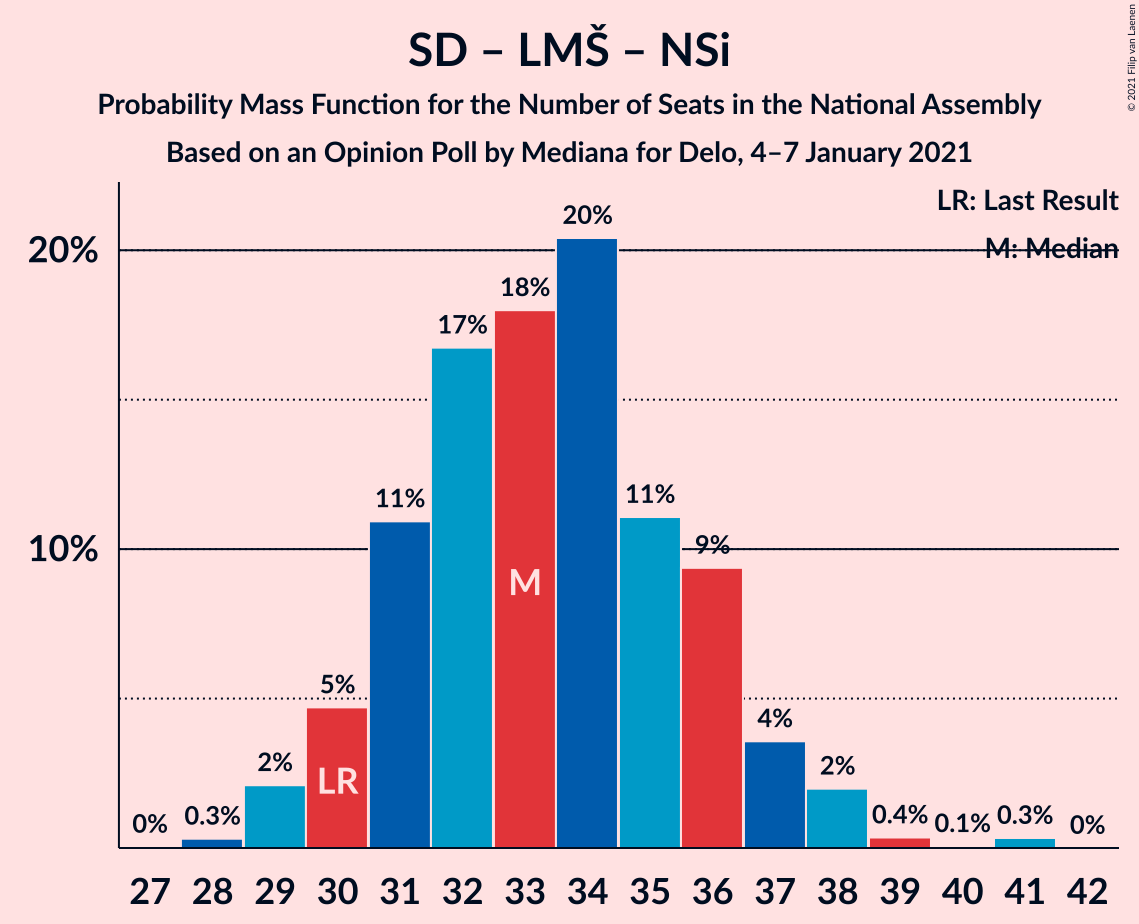 SD – LMŠ – NSi
Probability Mass Function for the Number of Seats in the National Assembly
Based on an Opinion Poll by Mediana for Delo, 4–7 January 2021
© 2021 Filip van Laenen
LR: Last Result
M: Median
20%
10%
0%
0.3%
2%
5%
11%
17%
18%
20%
11%
9%
4%
2%
0.4%
0.1%
0.3%
0%
LR
M
27 28 29 30 31 32 33 34 35 36 37 38 39 40 41 42